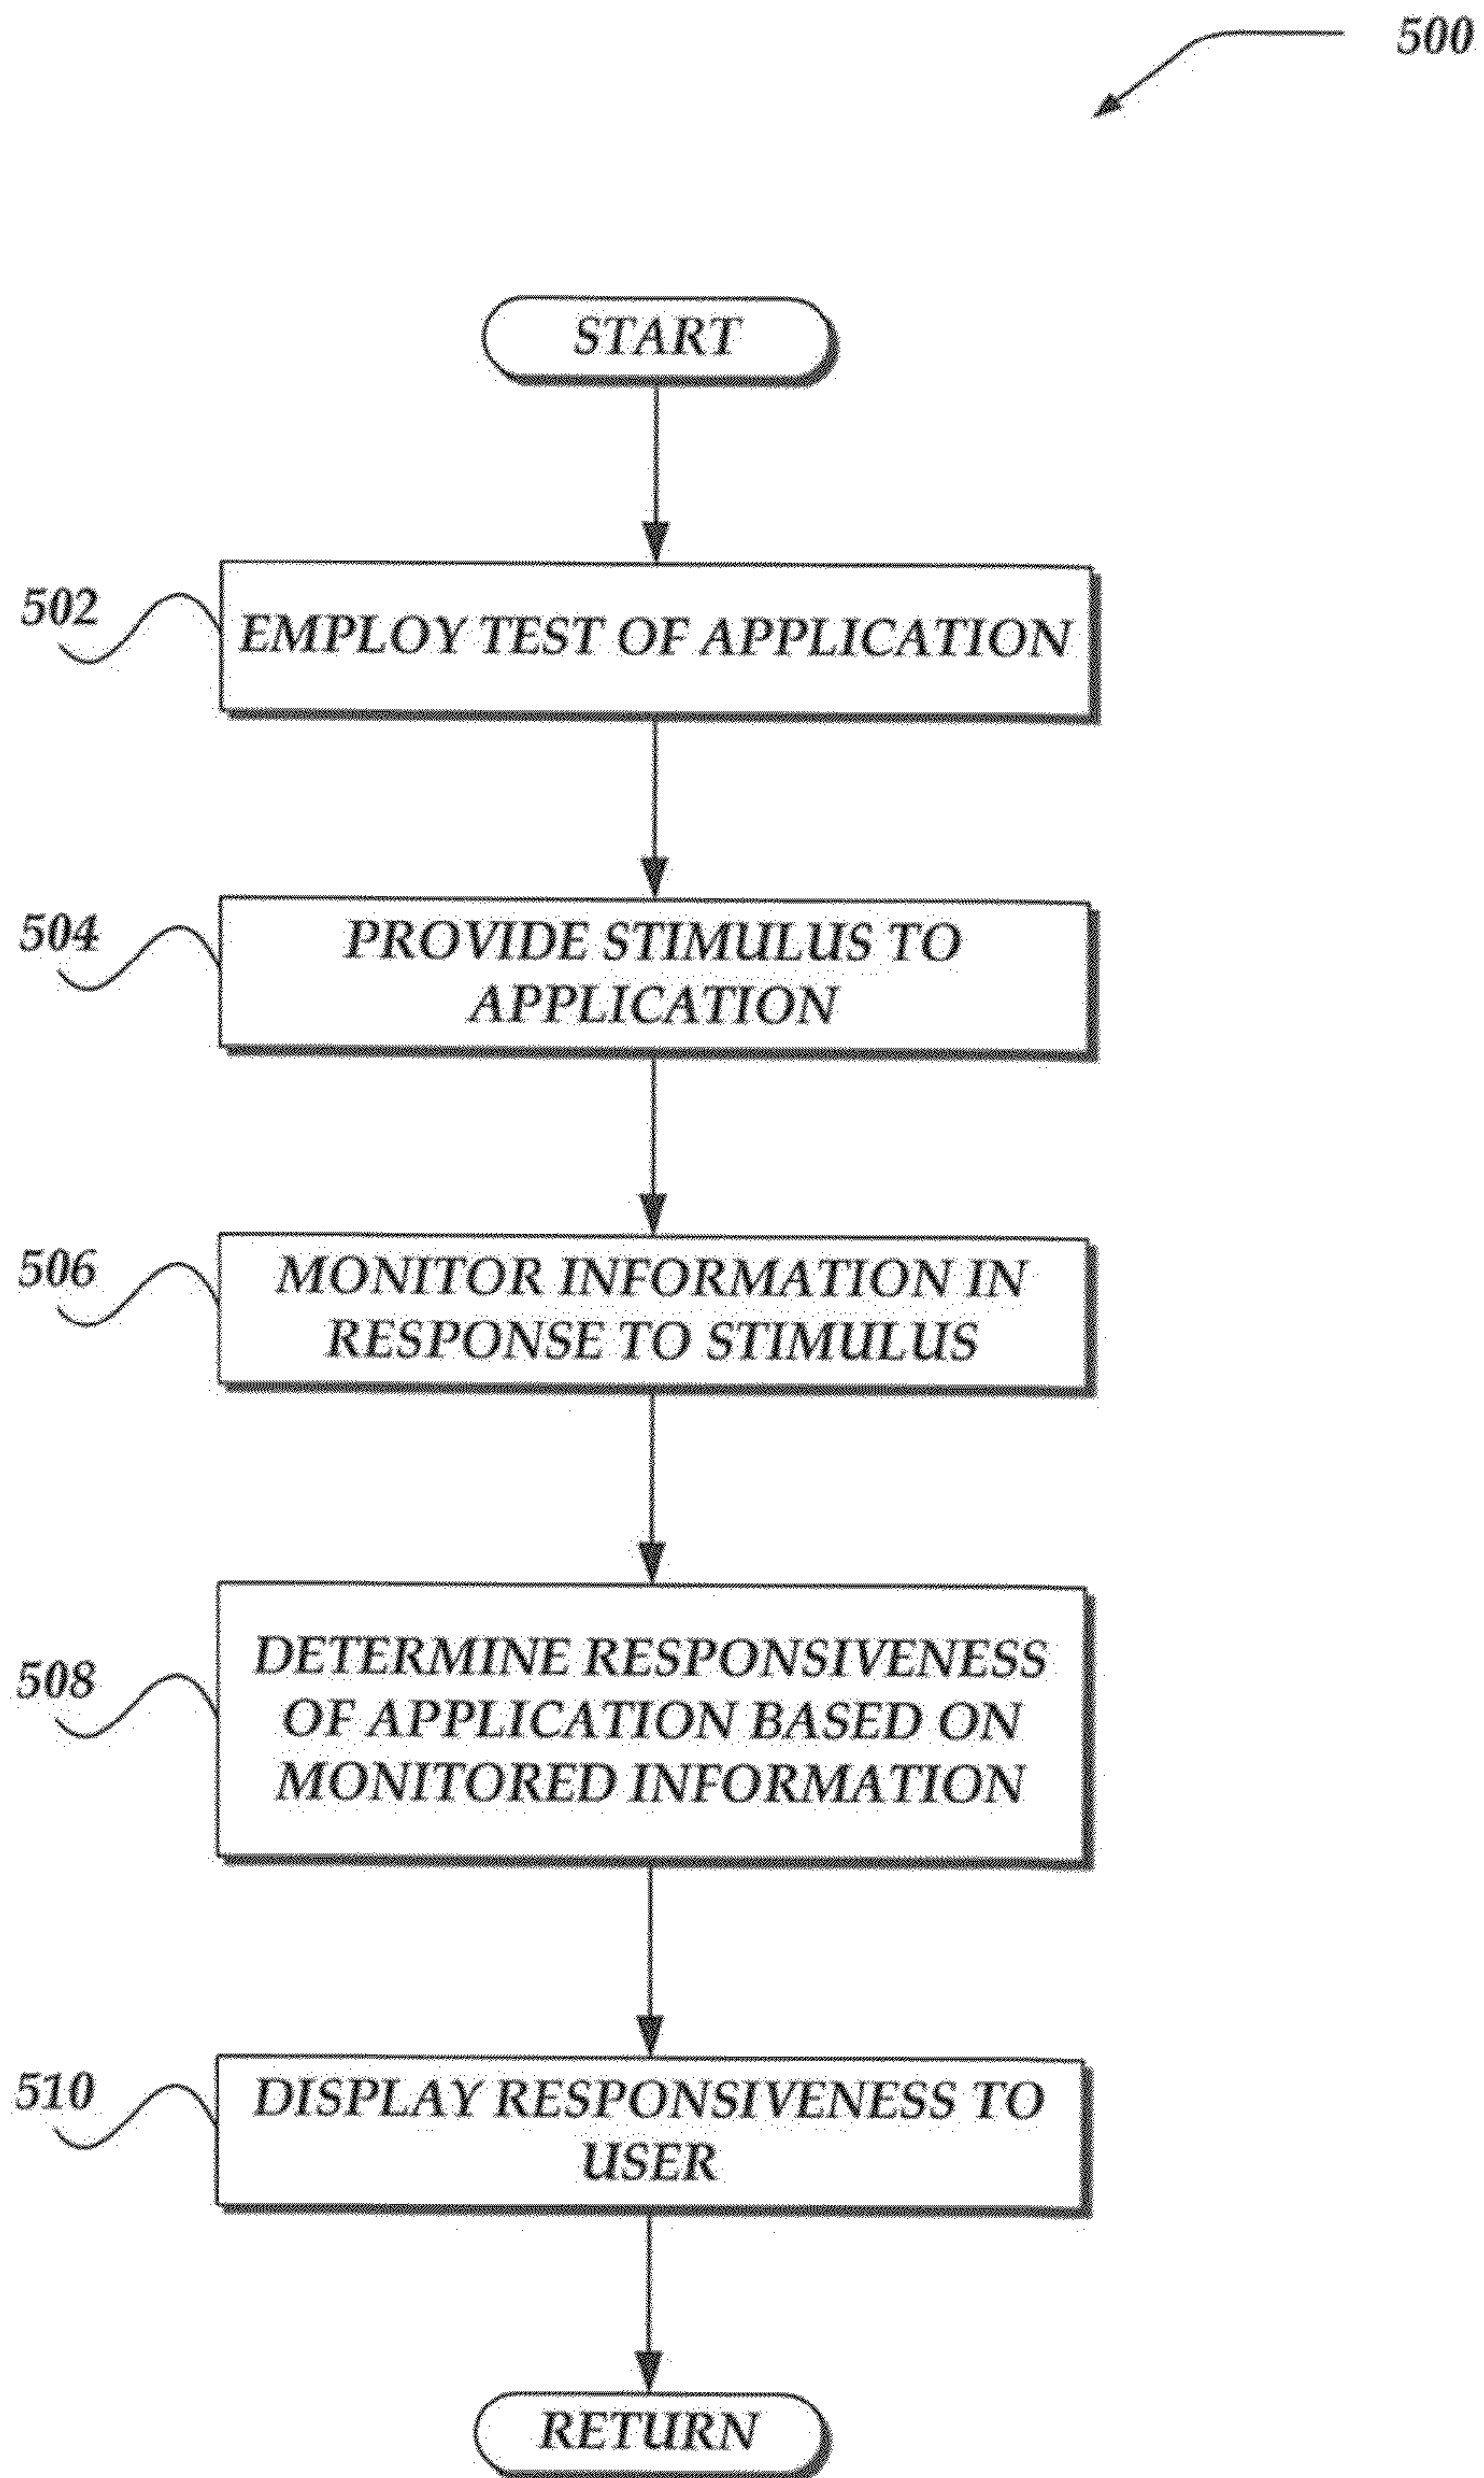 500
START
502
EMPLOY TEST OF APPLICATION
504
PROVIDE STIMULUS TO
APPLICATION
506
MONITOR INFORMATION IN
RESPONSE TO STIMULUS
508
DETERMINE RESPONSIVENESS
OF APPLICATION BASED ON
MONITORED INFORMATION
510
DISPLAY RESPONSIVENESS TO
USER
RETURN